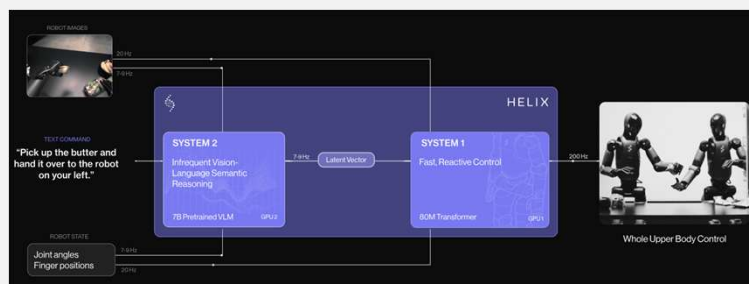 ROBOT IMAGES
20 Hz
7-9 Hz
HELIX
TEXT COMMAND
"Pick up the butter and
hand it over to the robot
on your left."
SYSTEM 2
Infrequent Vision-
Language Semantic
Reasoning
7B Pretrained VLM
GPU 2
7-9Hz
Latent Vector
SYSTEM 1
Fast, Reactive Control
80M Transformer
GPU 1
200 Hz
Whole Upper Body Control
ROBOT STATE
Joint angles
Finger positions
7-9 Hz
20 Hz